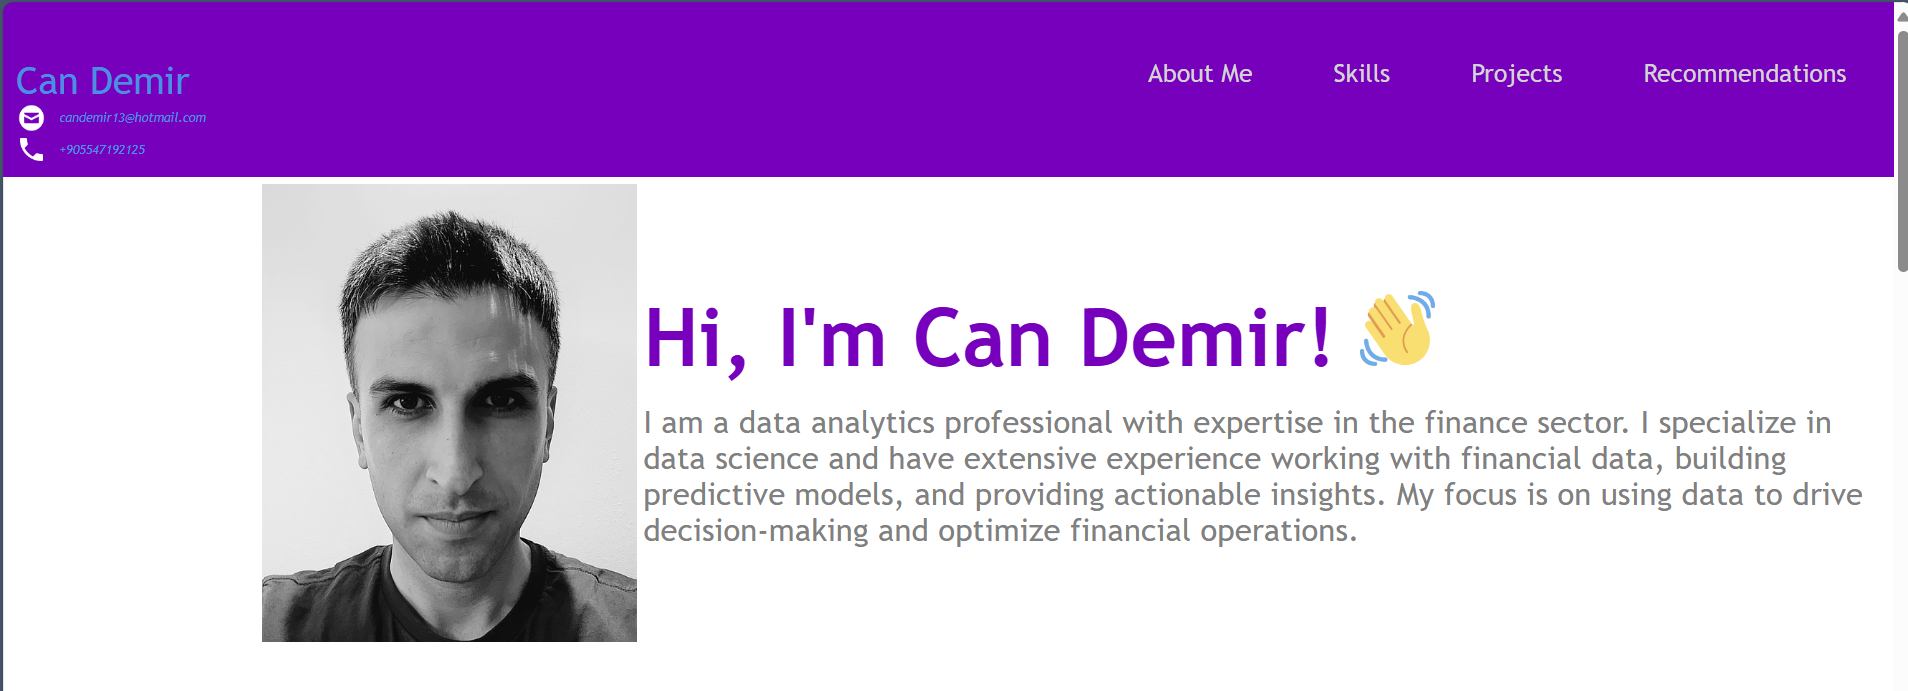 Can Demir
candemir13@hotmail.com
+905547192125
About Me Skills Projects Recommendations
Hi, I'm Can Demir! 👋
I am a data analytics professional with expertise in the finance sector. I specialize in
data science and have extensive experience working with financial data, building
predictive models, and providing actionable insights. My focus is on using data to drive
decision-making and optimize financial operations.